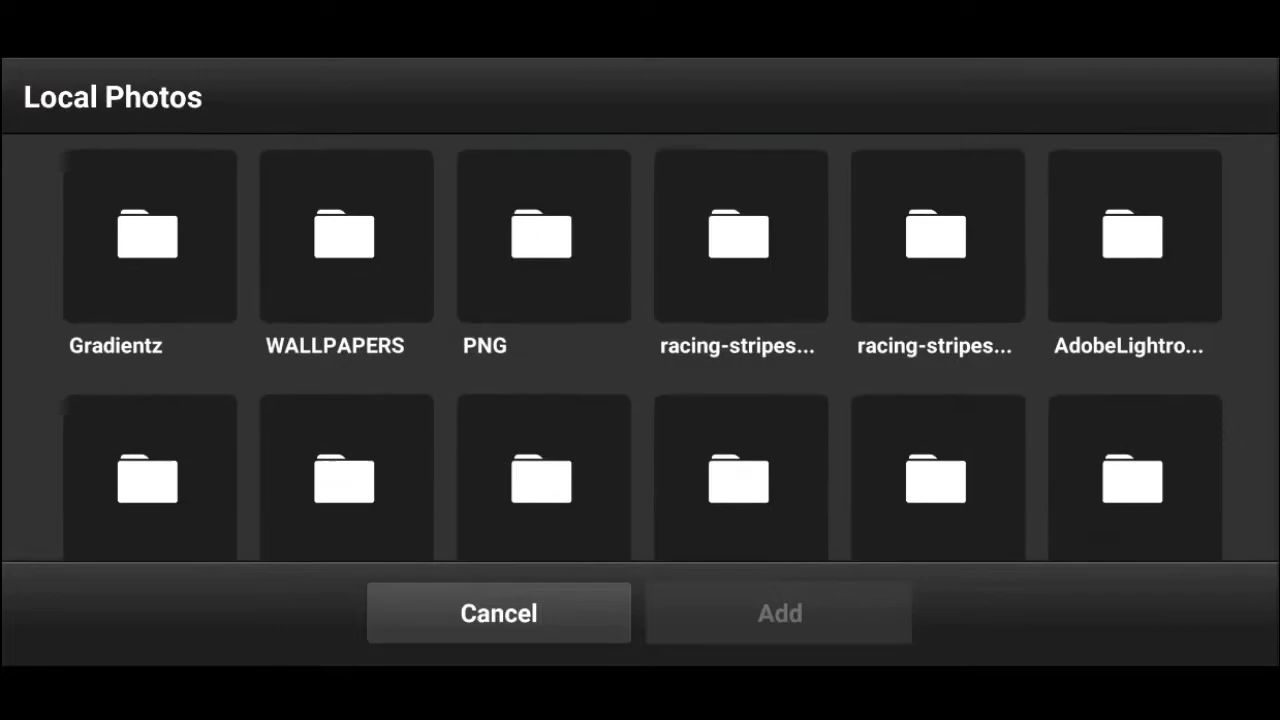 Local Photos
Gradientz
WALLPAPERS
PNG
racing-stripes...
racing-stripes...
AdobeLightro...
Cancel
Add